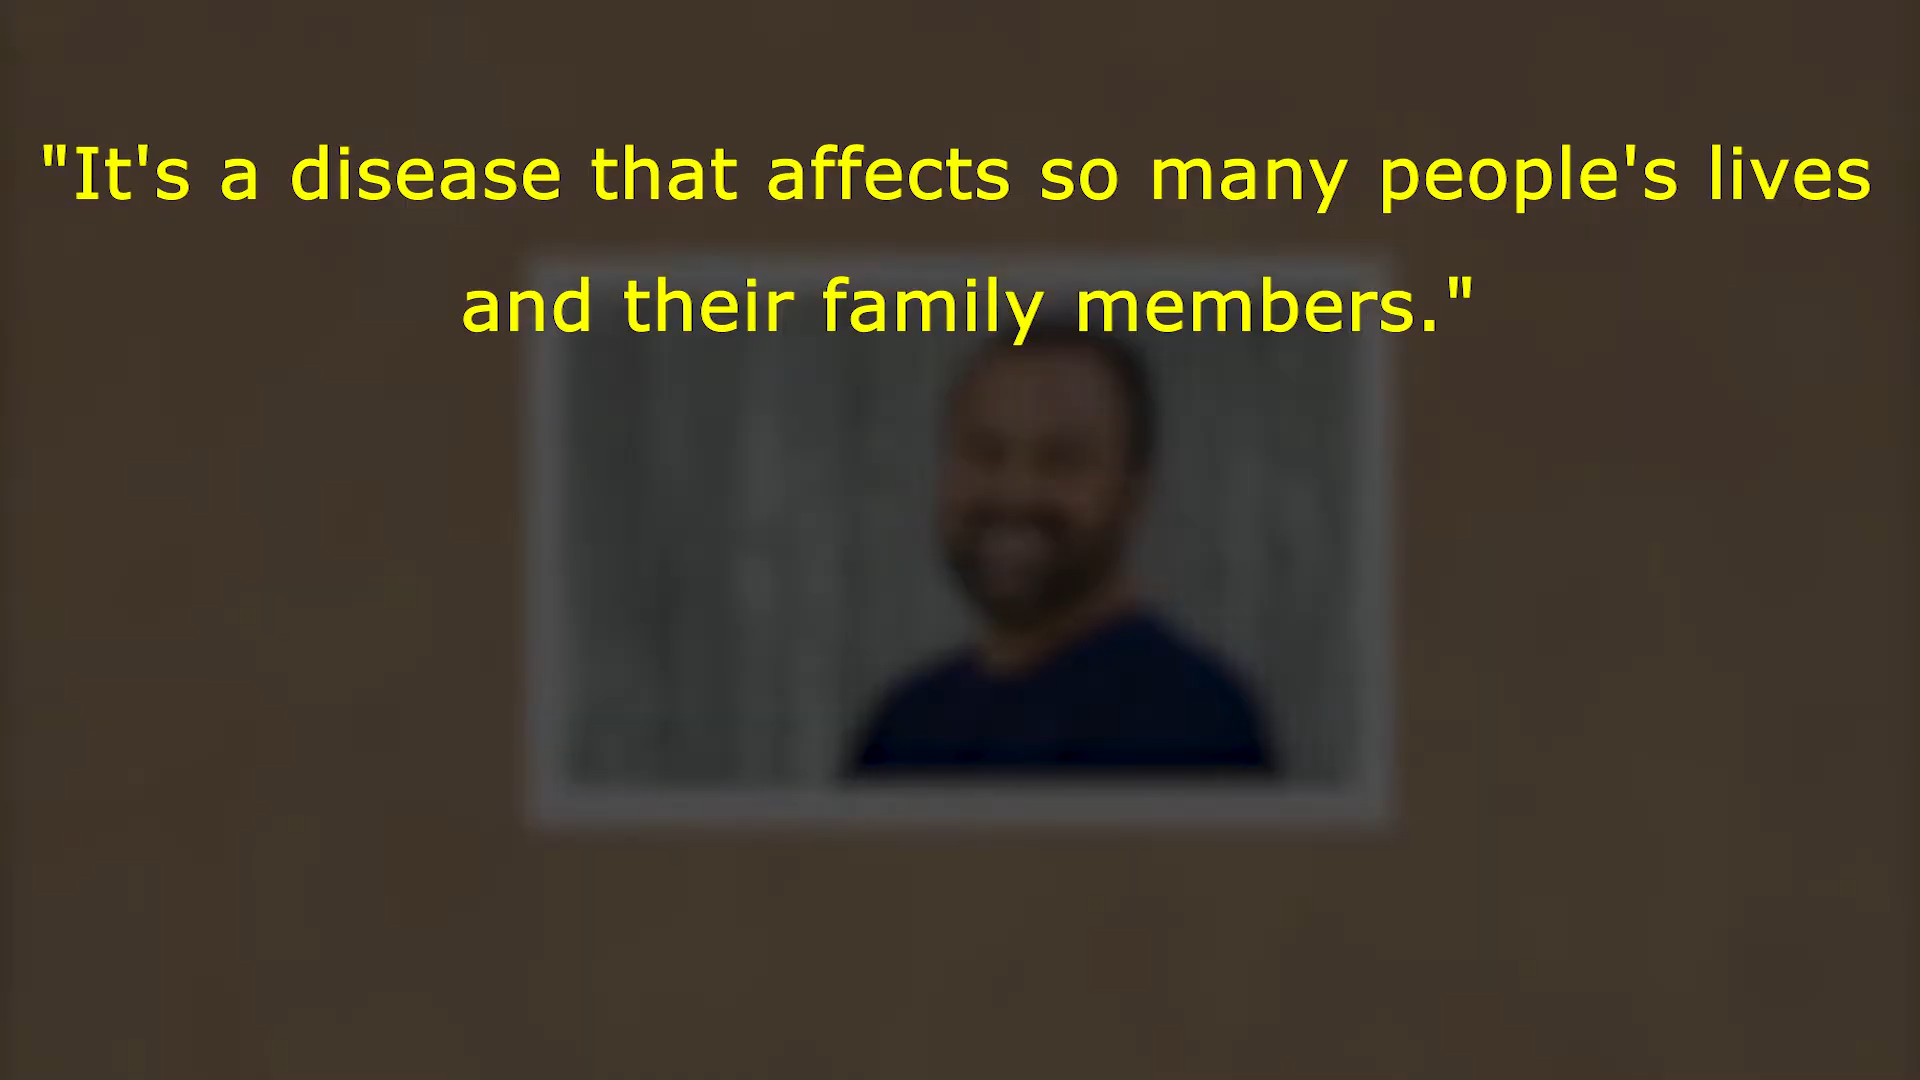 "It's a disease that affects so many people's lives
and their family members."